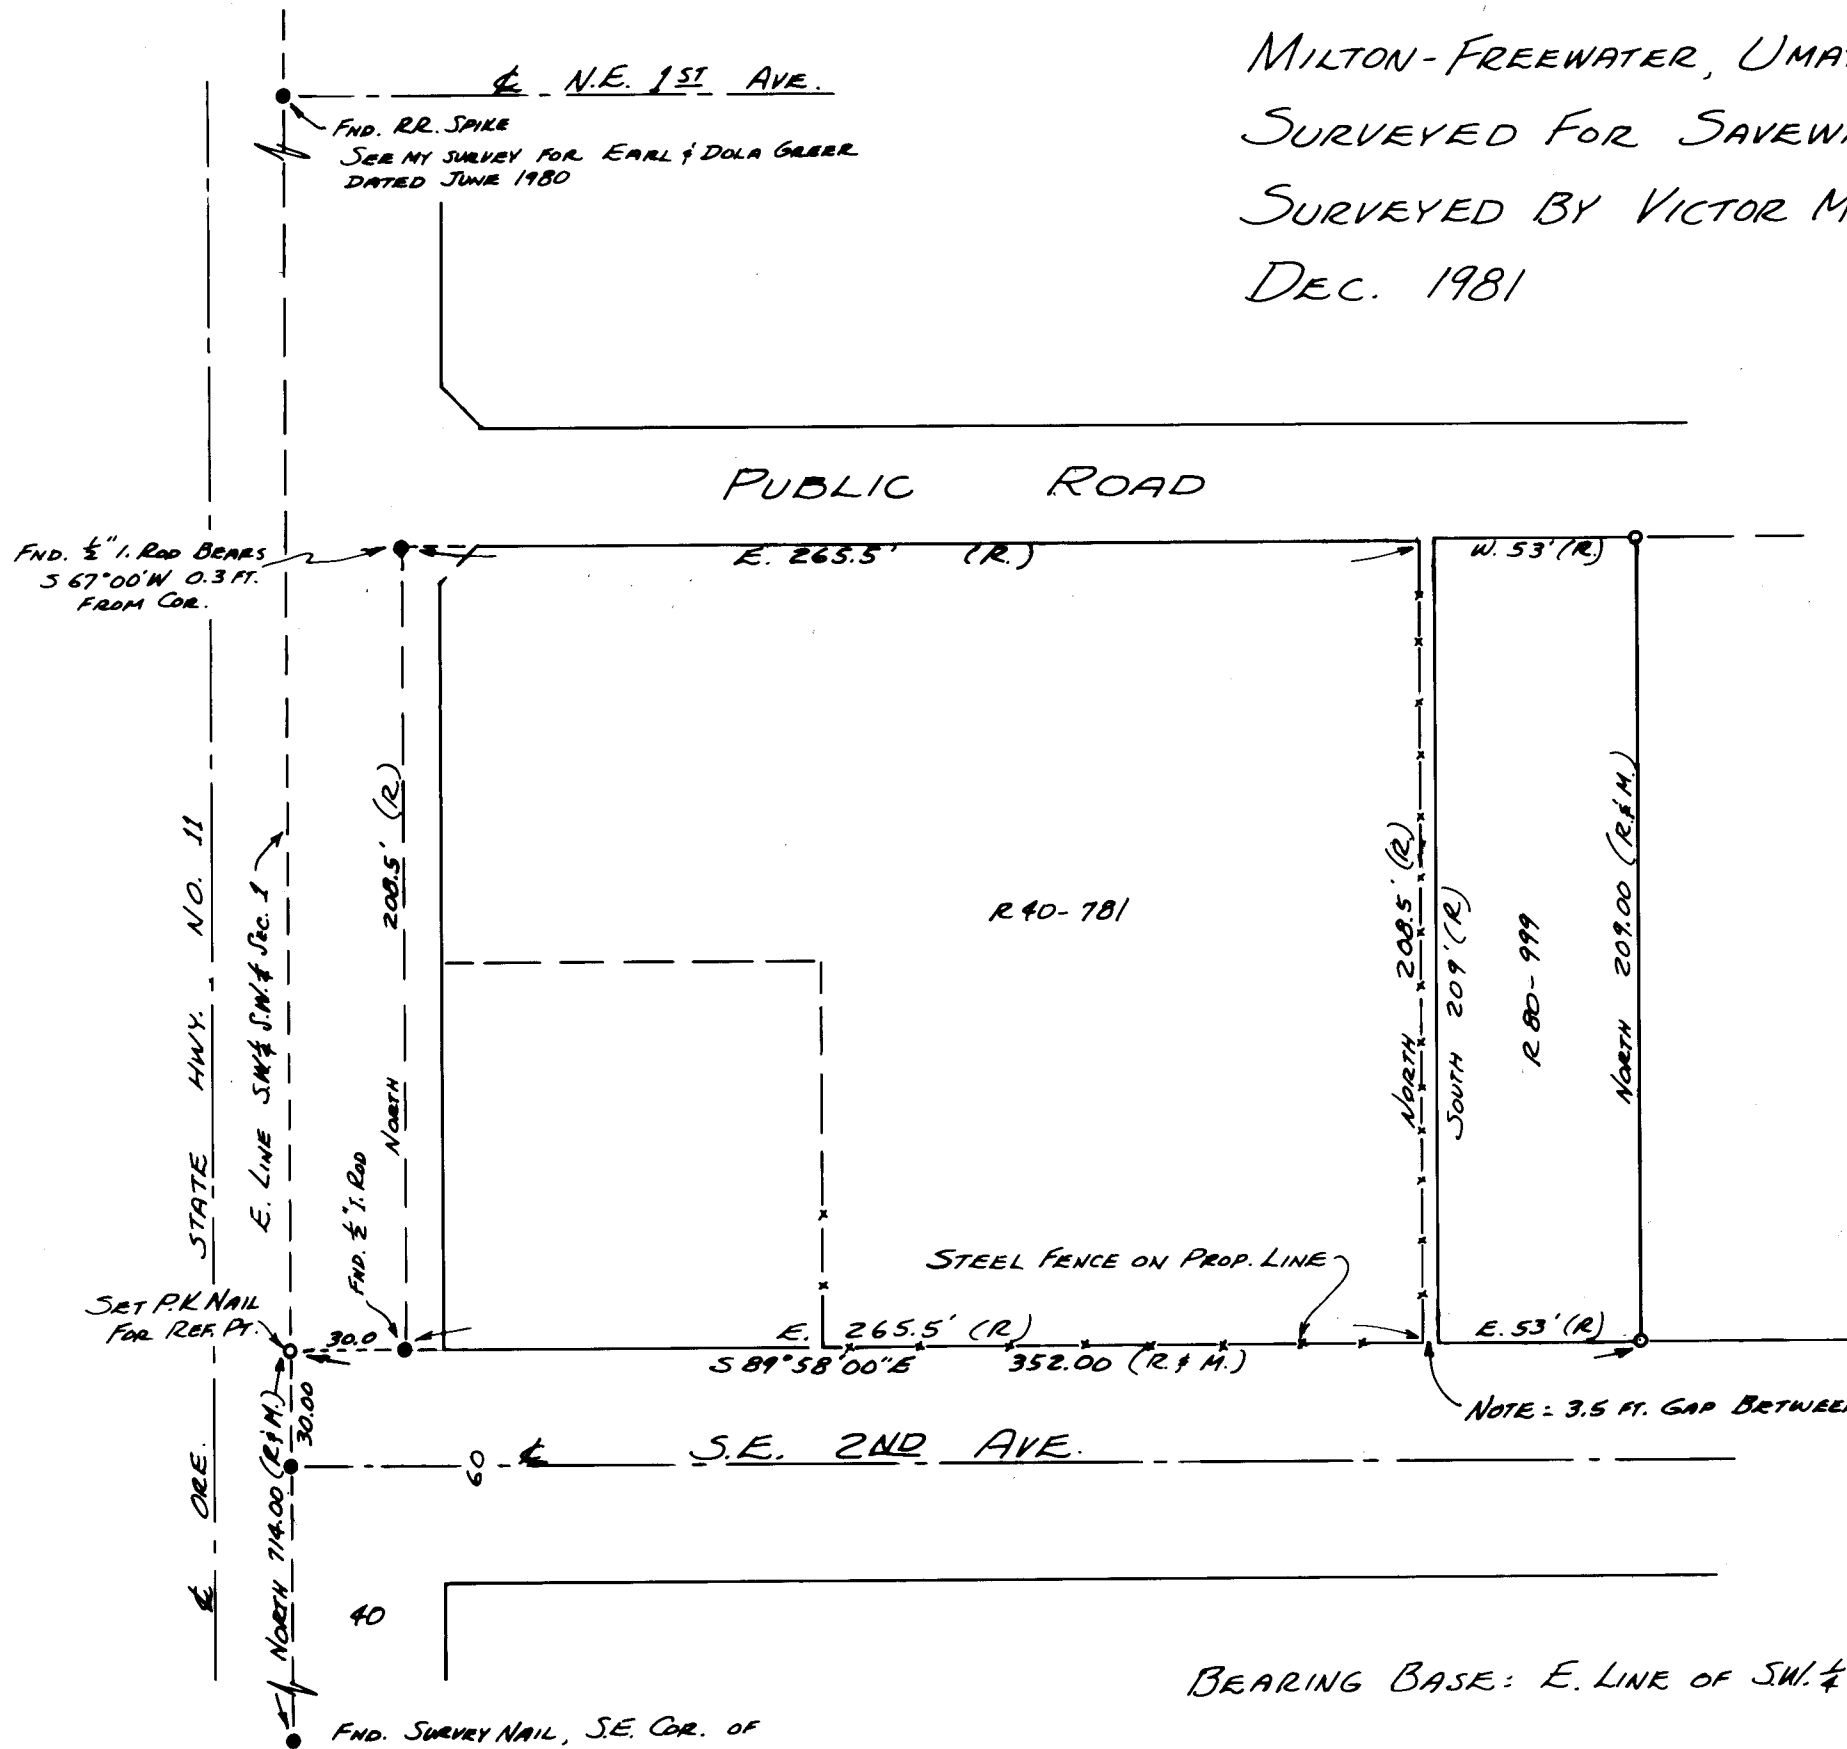 MILTON-FREEWATER, UMA
SURVEYED FOR SAVEW
SURVEYED BY VICTOR M
DEC. 1981
℄ N.E. 1ST AVE.
FND. RR. SPIKE
SEE MY SURVEY FOR EARL & DOLA GREER
DATED JUNE 1980
PUBLIC ROAD
FND. ½" I. ROD BEARS
S 67°00'W 0.3 FT.
FROM COR.
E. 265.5' (R.)
W. 53' (R.)
208.5' (R)
NORTH
R 40-781
NORTH 208.5' (R)
SOUTH 209' (R)
R 80-999
NORTH 209.00 (R.&M.)
℄ ORE. STATE HWY. NO. 11
E. LINE S.W.¼ S.W.¼ SEC. 1
FND. ½" I. ROD
STEEL FENCE ON PROP. LINE
SET P.K NAIL
FOR REF. PT.
30.0
E. 265.5' (R)
E. 53' (R)
S 89°58'00"E 352.00 (R. & M.)
30.00
NOTE: 3.5 FT. GAP BETWEEN
60 ℄ S.E. 2ND AVE.
NORTH 714.00 (R&M.)
40
BEARING BASE: E. LINE OF S.W. ¼
FND. SURVEY NAIL, S.E. COR. OF